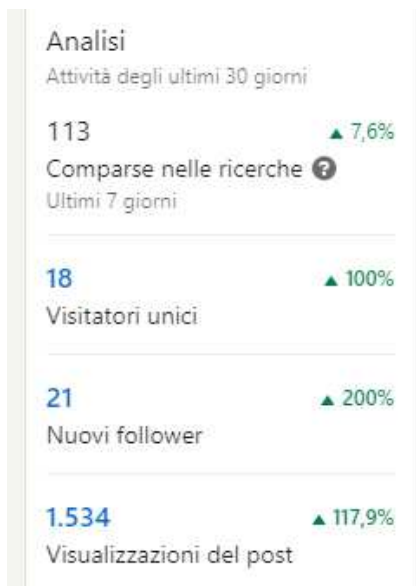 Analisi
Attività degli ultimi 30 giorni
113 ▲ 7,6%
Comparse nelle ricerche ?
Ultimi 7 giorni
18 ▲ 100%
Visitatori unici
21 ▲ 200%
Nuovi follower
1.534 ▲ 117,9%
Visualizzazioni del post